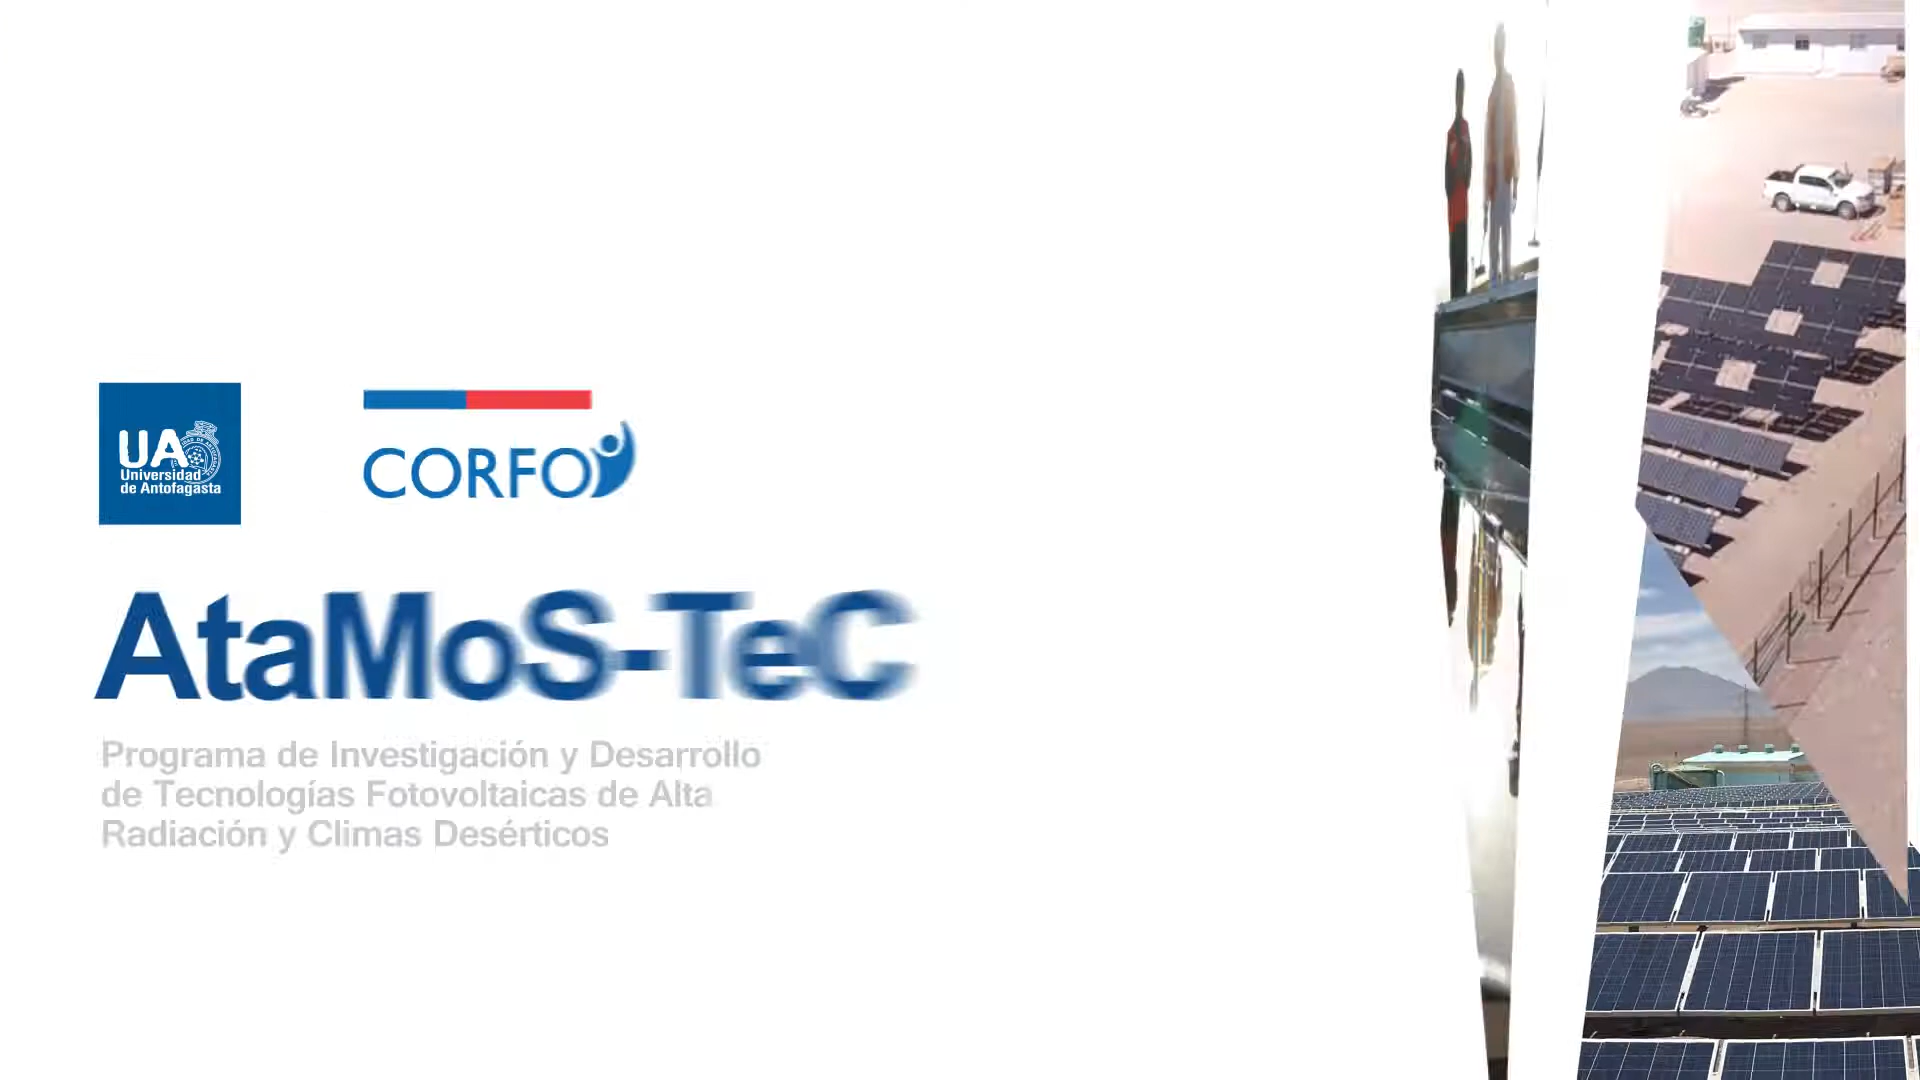 UA
Universidad
de Antofagasta
CORFO
AtaMoS-TeC
Programa de Investigación y Desarrollo
de Tecnologías Fotovoltaicas de Alta
Radiación y Climas Desérticos